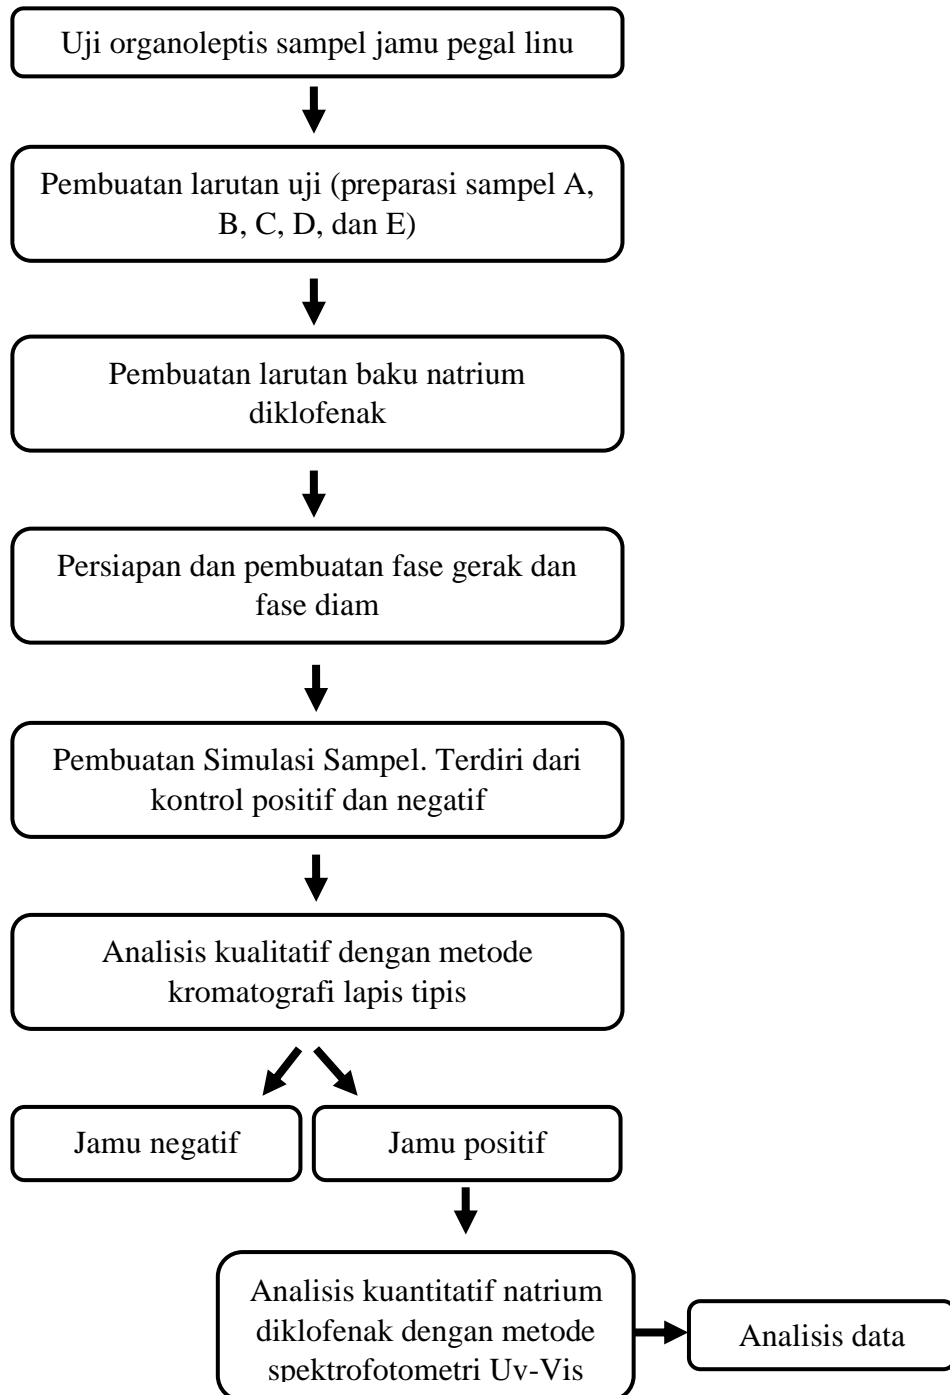 Uji organoleptis sampel jamu pegal linu
Pembuatan larutan uji (preparasi sampel A,
B, C, D, dan E)
Pembuatan larutan baku natrium
diklofenak
Persiapan dan pembuatan fase gerak dan
fase diam
Pembuatan Simulasi Sampel. Terdiri dari
kontrol positif dan negatif
Analisis kualitatif dengan metode
kromatografi lapis tipis
Jamu negatif
Jamu positif
Analisis kuantitatif natrium
diklofenak dengan metode
spektrofotometri Uv-Vis
Analisis data